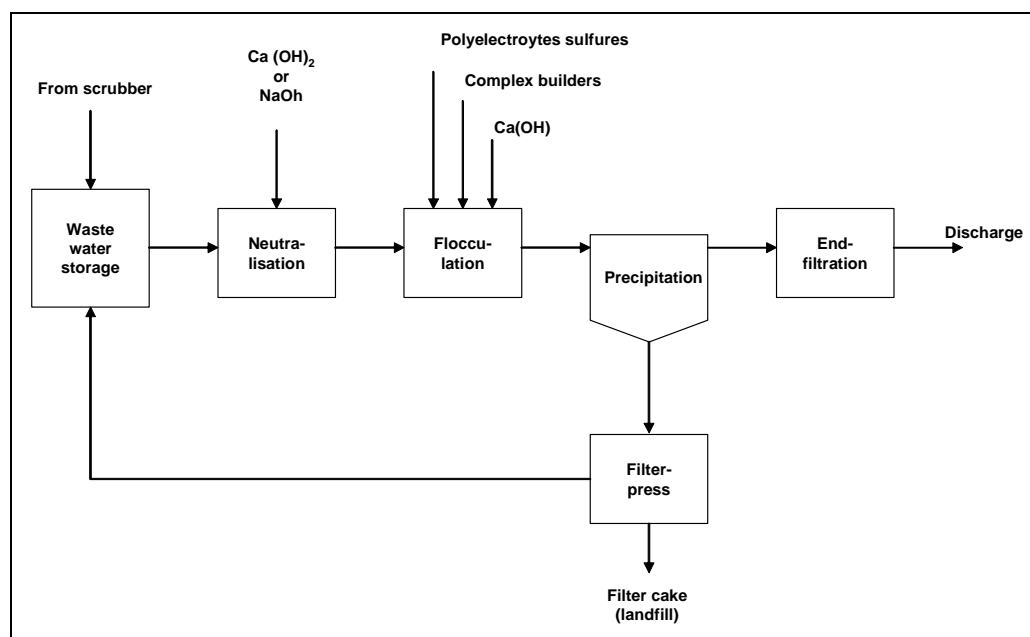 Polyelectroytes sulfures
Ca (OH)2
or
NaOh
Complex builders
From scrubber
Ca(OH)
Waste
water
storage
Neutra-
lisation
Floccu-
lation
Precipitation
End-
filtration
Discharge
Filter-
press
Filter cake
(landfill)